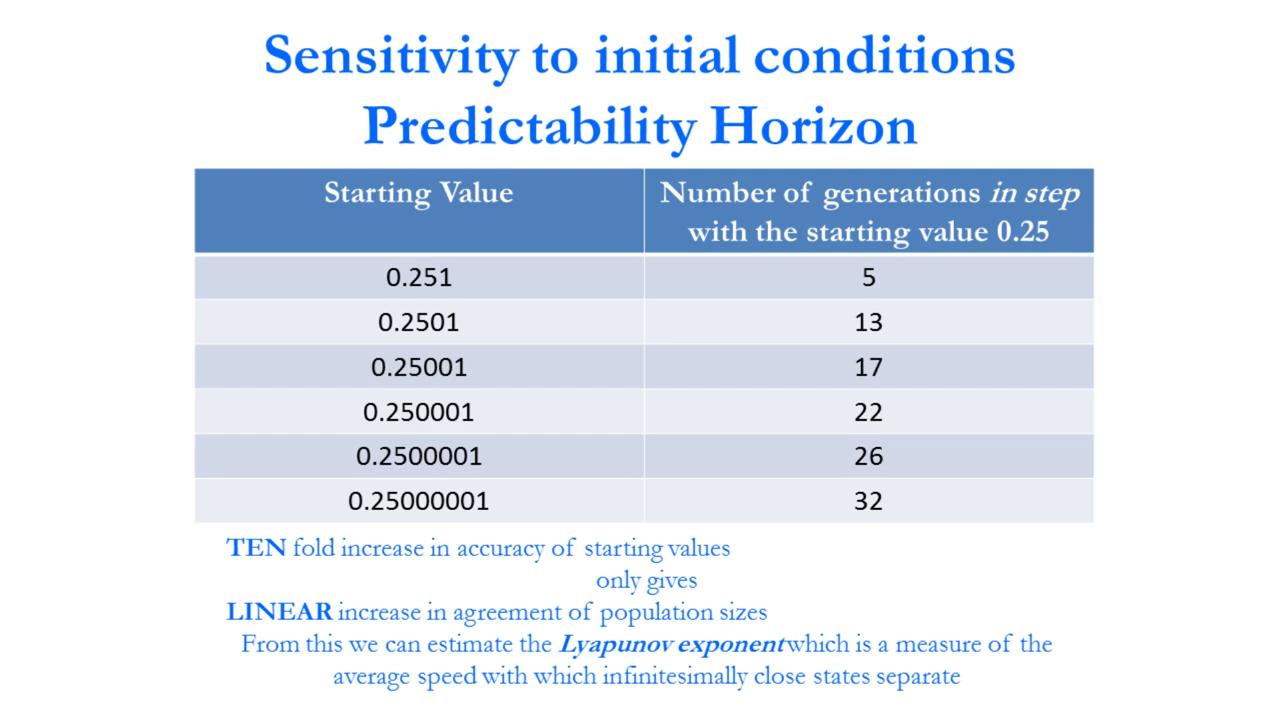 Sensitivity to initial conditions
Predictability Horizon
Starting Value
Number of generations in step
with the starting value 0.25
0.251 5
0.2501 13
0.25001 17
0.250001 22
0.2500001 26
0.25000001 32
TEN fold increase in accuracy of starting values
only gives
LINEAR increase in agreement of population sizes
From this we can estimate the Lyapunov exponent which is a measure of the
average speed with which infinitesimally close states separate